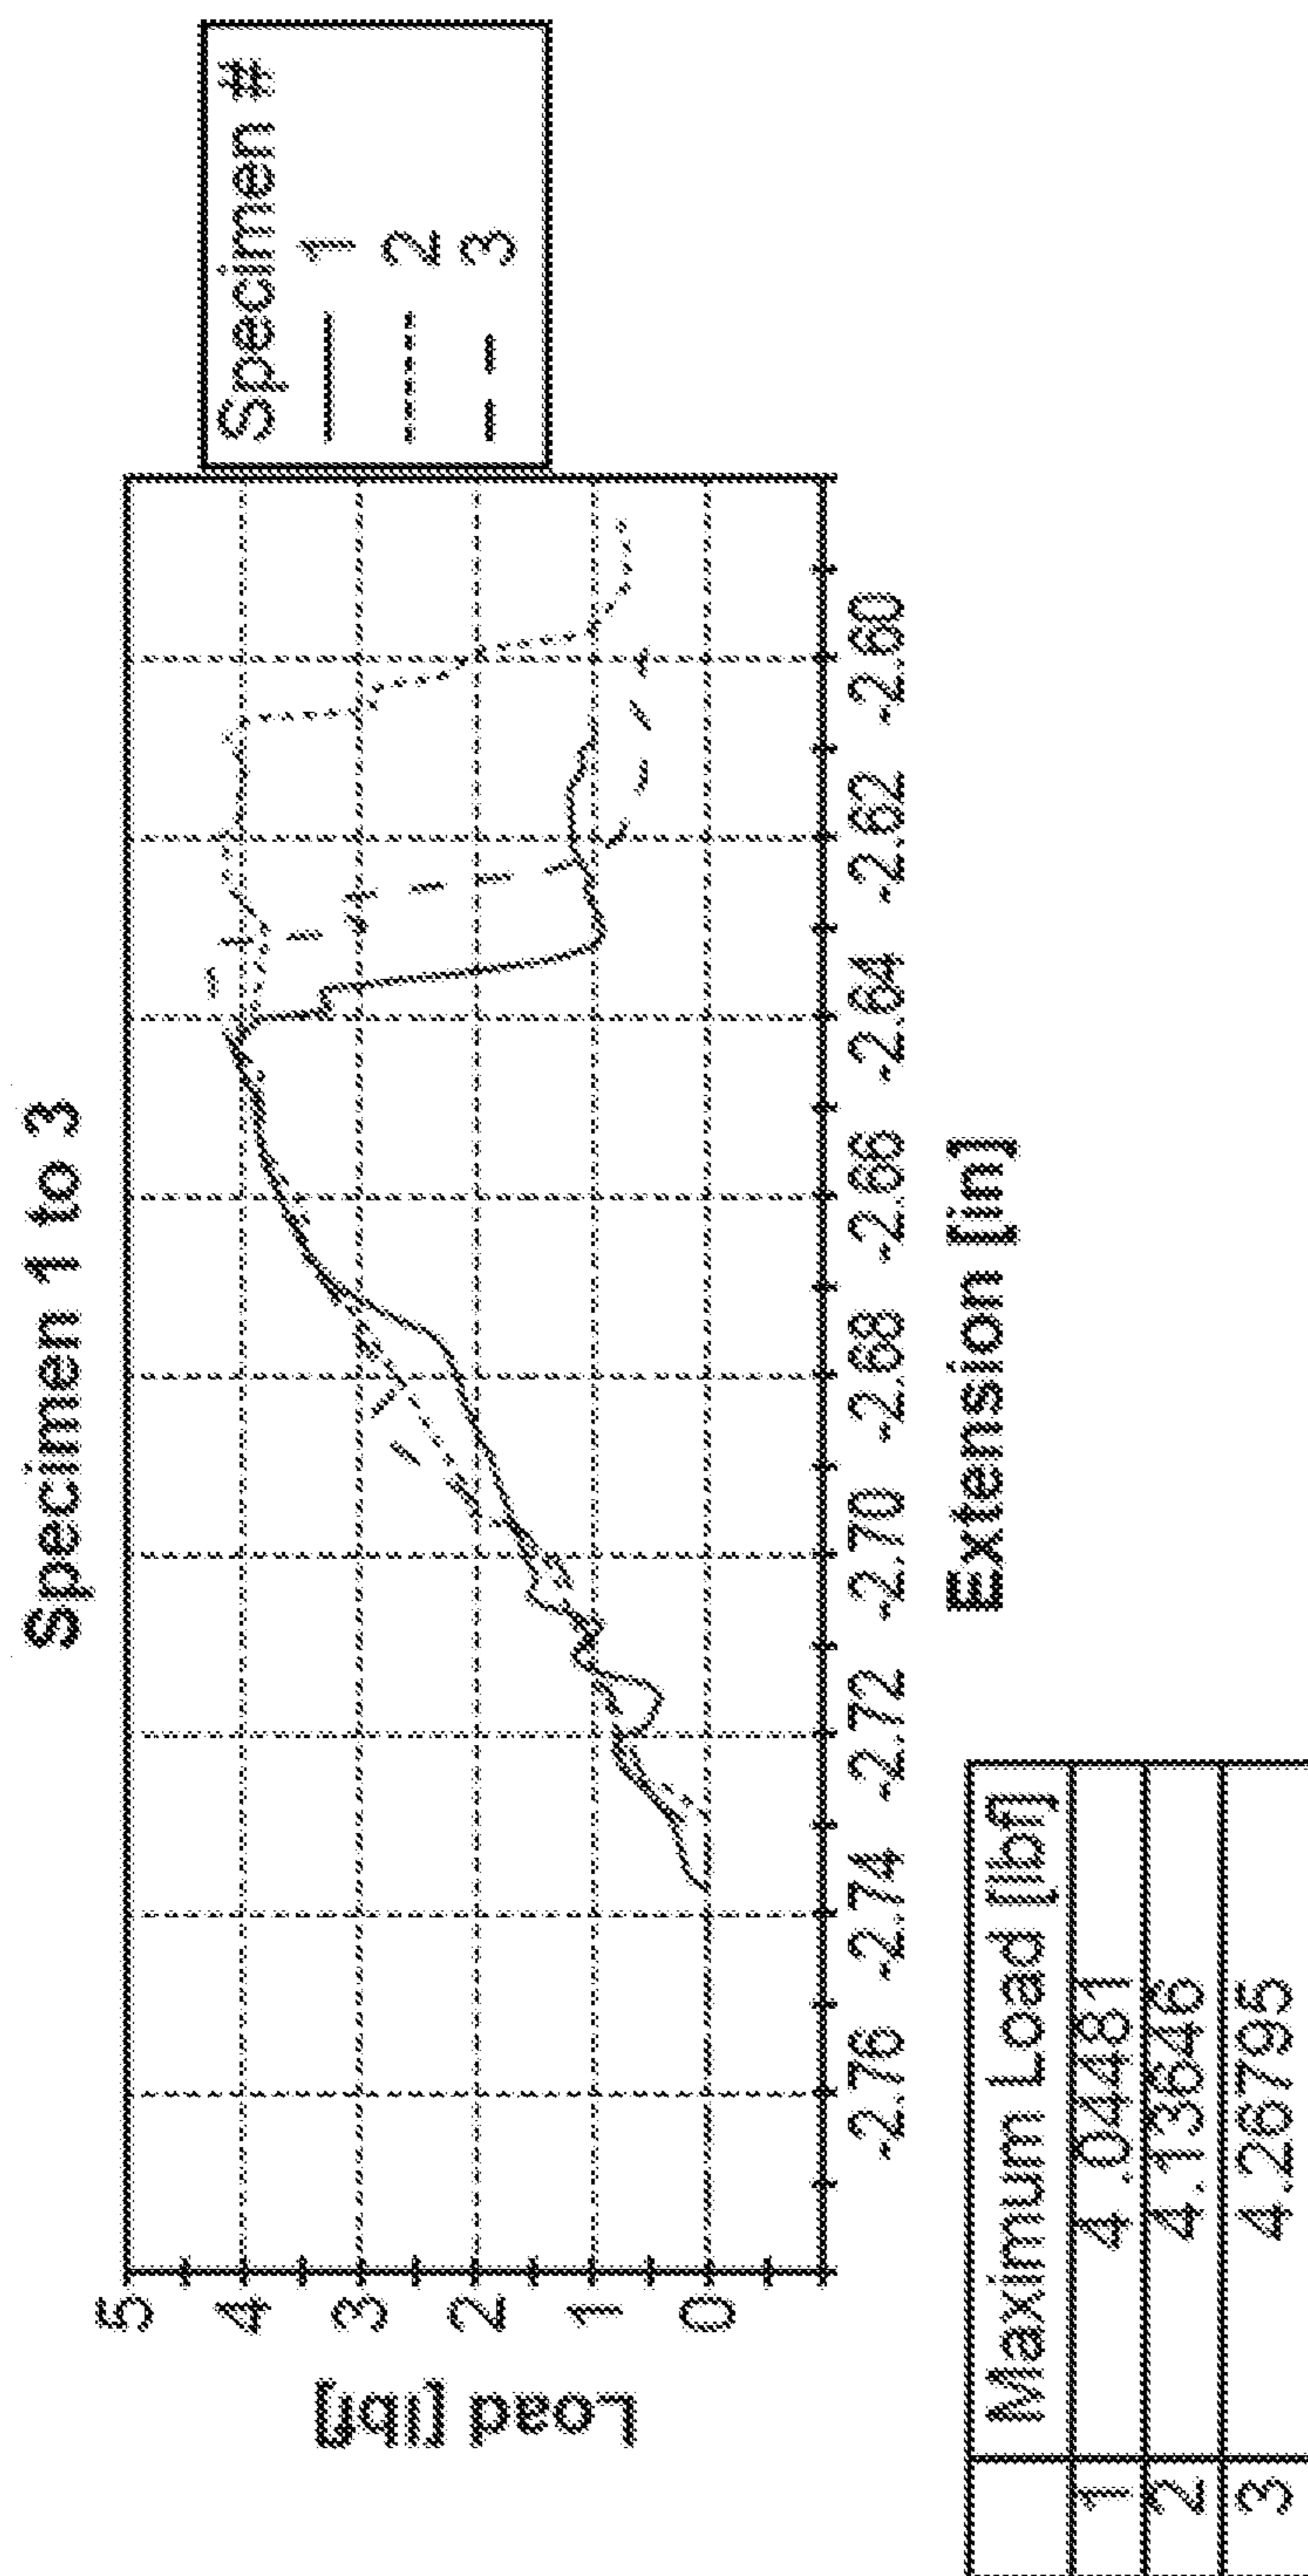 Specimen 1 to 3
Specimen #
1
2
3
Load [lbf]
5
4
3
2
1
0
-2.76 -2.74 -2.72 -2.70 -2.68 -2.66 -2.64 -2.62 -2.60
Extension [in]
Maximum Load [lbf]
1 4.04481
2 4.13646
3 4.26795